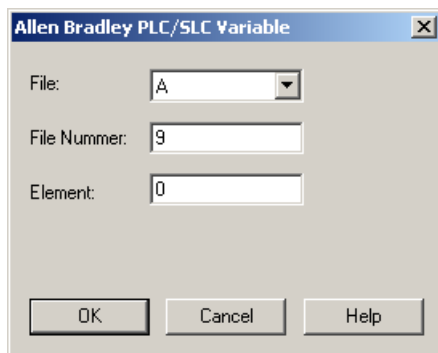 Allen Bradley PLC/SLC Variable
File: A
File Nummer: 9
Element: 0
OK Cancel Help